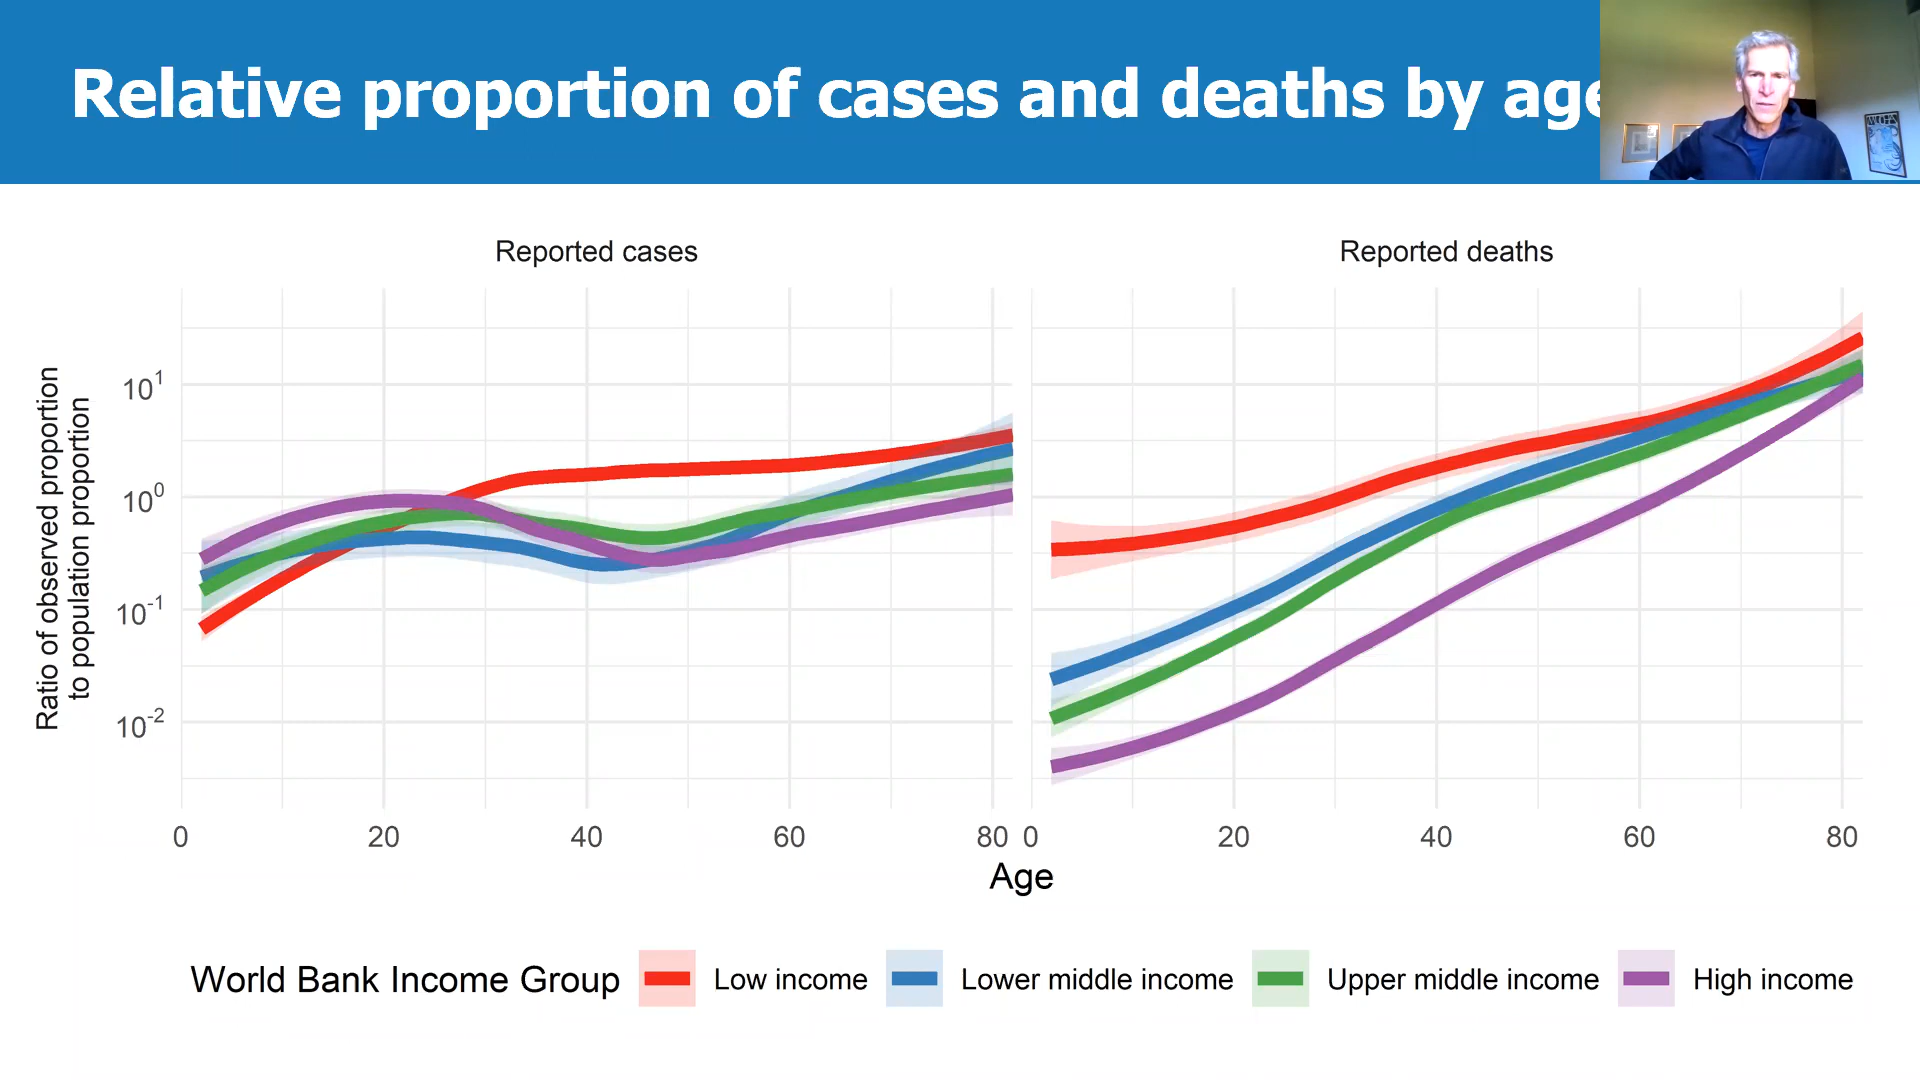 Relative proportion of cases and deaths by age
Reported cases
Reported deaths
Ratio of observed proportion
to population proportion
10^1
10^0
10^-1
10^-2
0 20 40 60 80
0 20 40 60 80
Age
World Bank Income Group Low income Lower middle income Upper middle income High income